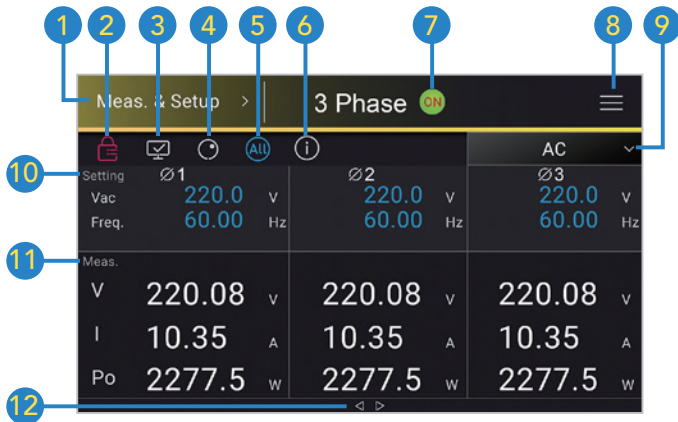 1 2 3 4 5 6 7 8 9
Meas. & Setup > 3 Phase ON
All i AC
10 Setting Ø1 Ø2 Ø3
Vac 220.0 V 220.0 V 220.0 V
Freq. 60.00 Hz 60.00 Hz 60.00 Hz
11 Meas.
V 220.08 V 220.08 V 220.08 V
I 10.35 A 10.35 A 10.35 A
Po 2277.5 W 2277.5 W 2277.5 W
12